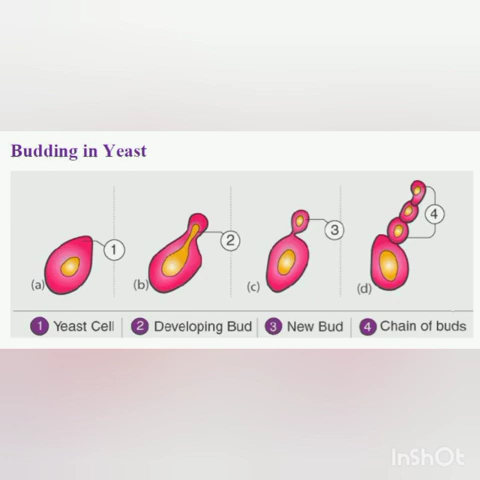 Budding in Yeast
1
2
3
4
(a)
(b)
(c)
(d)
1 Yeast Cell
2 Developing Bud
3 New Bud
4 Chain of buds
InShOt